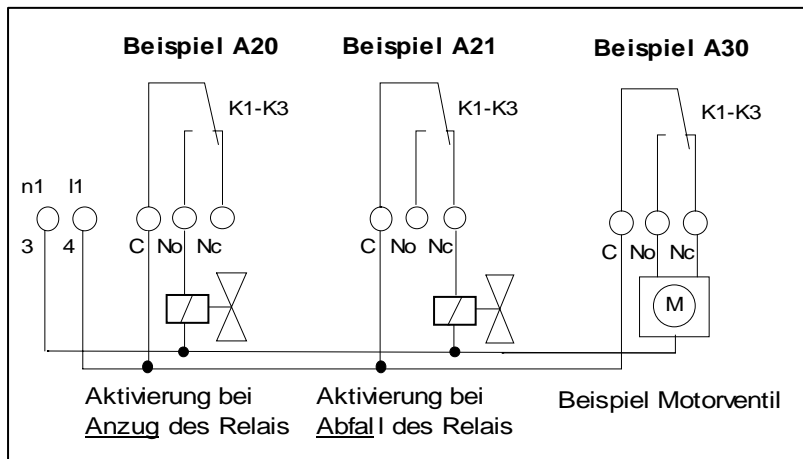 Beispiel A20 Beispiel A21 Beispiel A30
K1-K3 K1-K3 K1-K3
n1 l1
3 4 C No Nc C No Nc C No Nc
M
Aktivierung bei Aktivierung bei Beispiel Motorventil
Anzug des Relais Abfall des Relais